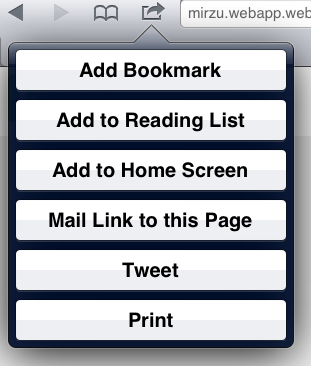 mirzu.webapp.web
Add Bookmark
Add to Reading List
Add to Home Screen
Mail Link to this Page
Tweet
Print